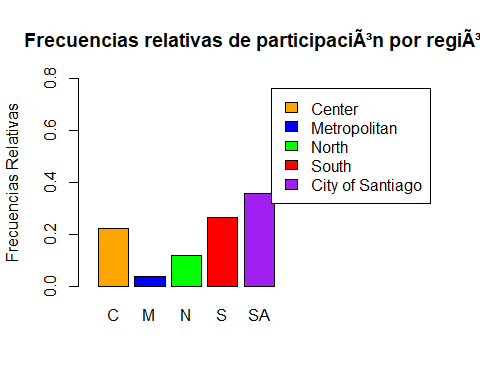 Frecuencias relativas de participaciÃ³n por regiÃ³
Frecuencias Relativas
0.8
0.6
0.4
0.2
0.0
Center
Metropolitan
North
South
City of Santiago
C M N S SA